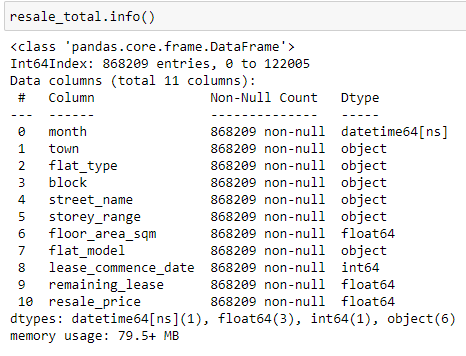 resale_total.info()
<class 'pandas.core.frame.DataFrame'>
Int64Index: 868209 entries, 0 to 122005
Data columns (total 11 columns):
 #   Column               Non-Null Count   Dtype
---  ------               --------------   -----
 0   month                868209 non-null  datetime64[ns]
 1   town                 868209 non-null  object
 2   flat_type            868209 non-null  object
 3   block                868209 non-null  object
 4   street_name          868209 non-null  object
 5   storey_range         868209 non-null  object
 6   floor_area_sqm       868209 non-null  float64
 7   flat_model           868209 non-null  object
 8   lease_commence_date  868209 non-null  int64
 9   remaining_lease      868209 non-null  float64
 10  resale_price         868209 non-null  float64
dtypes: datetime64[ns](1), float64(3), int64(1), object(6)
memory usage: 79.5+ MB